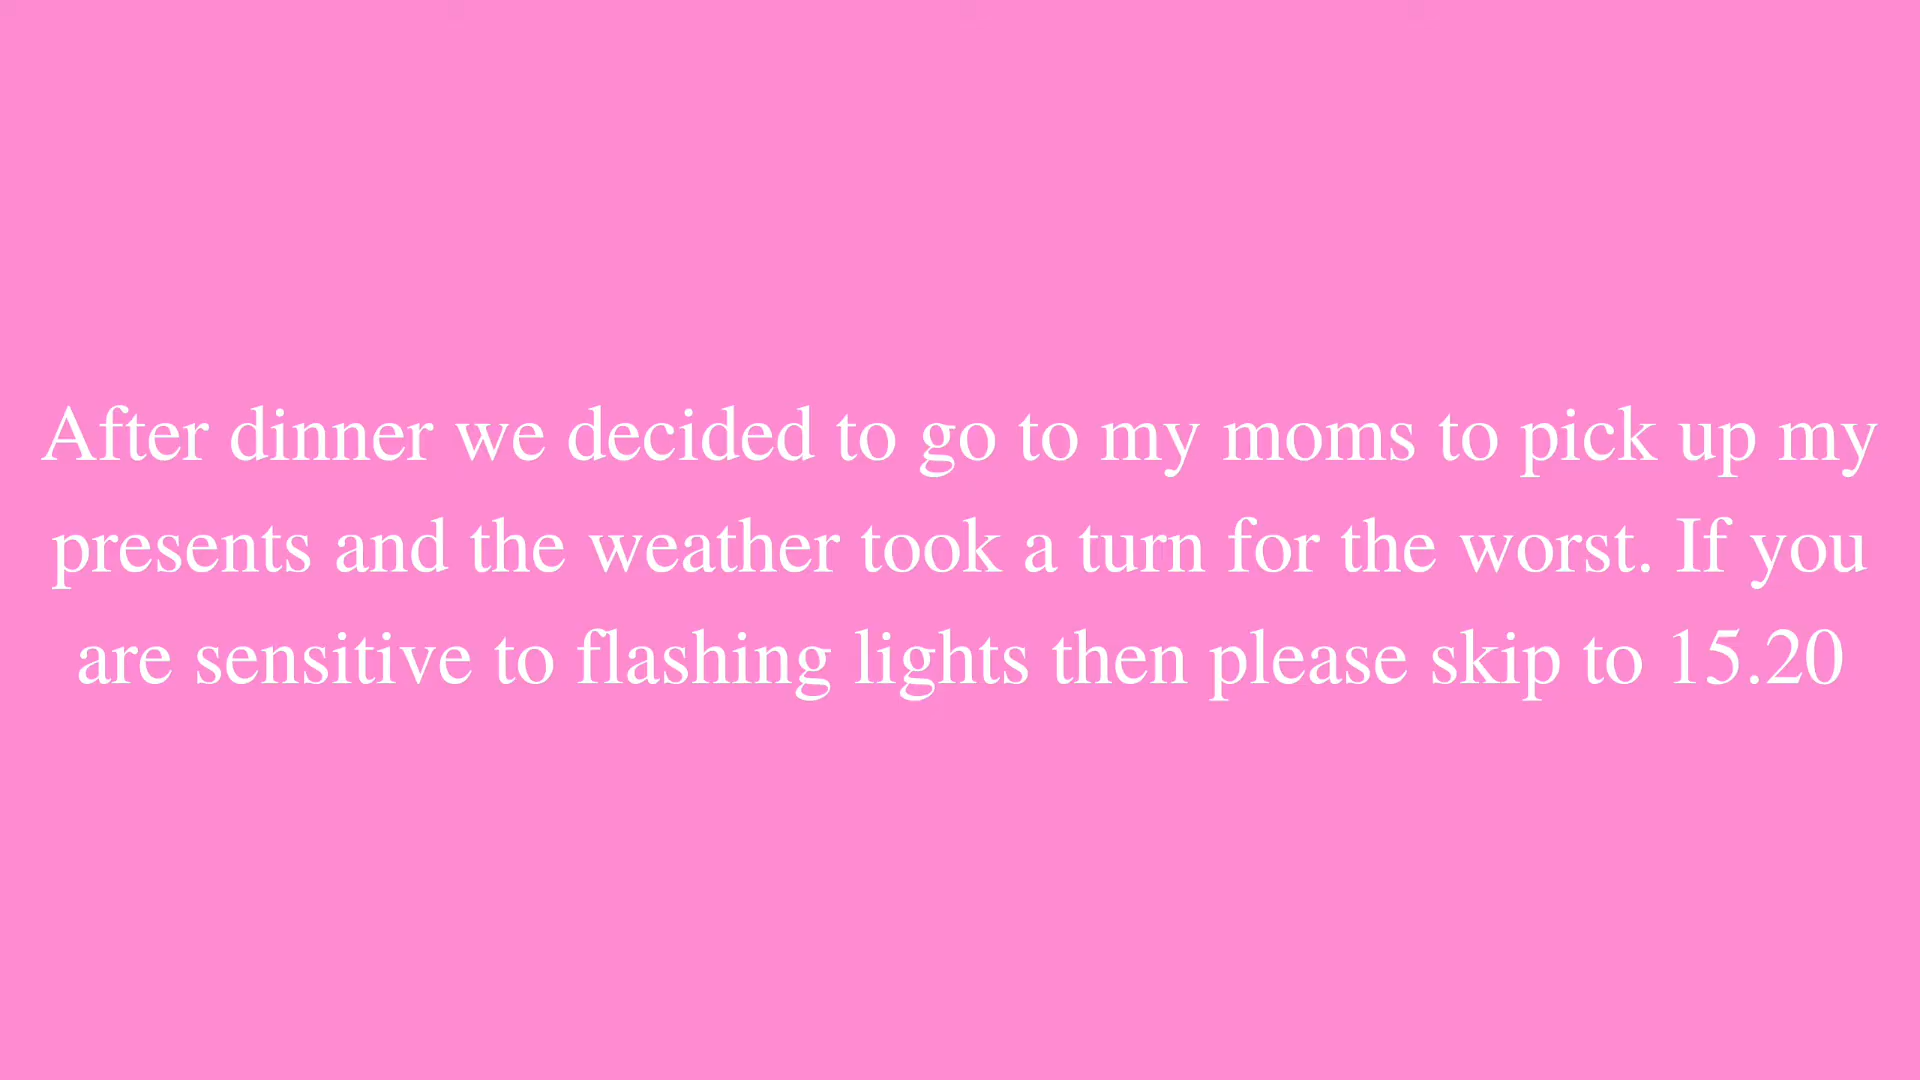 After dinner we decided to go to my moms to pick up my
presents and the weather took a turn for the worst. If you
are sensitive to flashing lights then please skip to 15.20